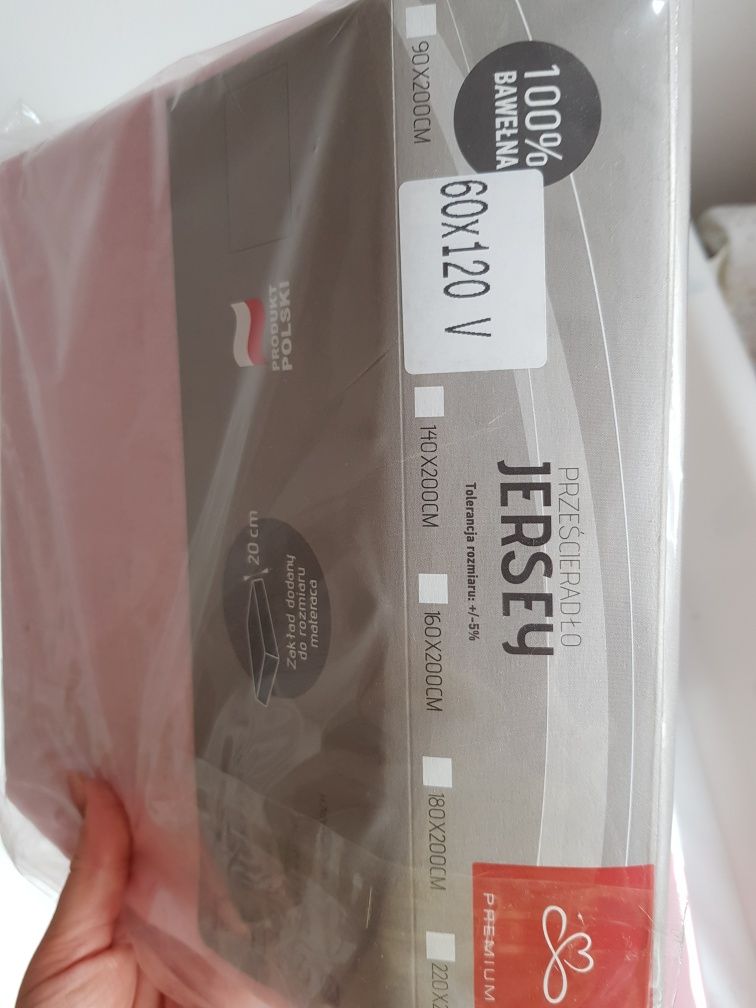 100%
BAWEŁNA
PRZEŚCIERADŁO
JERSEY
Tolerancja rozmiaru: +/-5%
PREMIUM
90X200CM
60x120 V
140X200CM
160X200CM
180X200CM
PRODUKT
POLSKI
20 cm
Zakład dodany
do rozmiaru
materaca